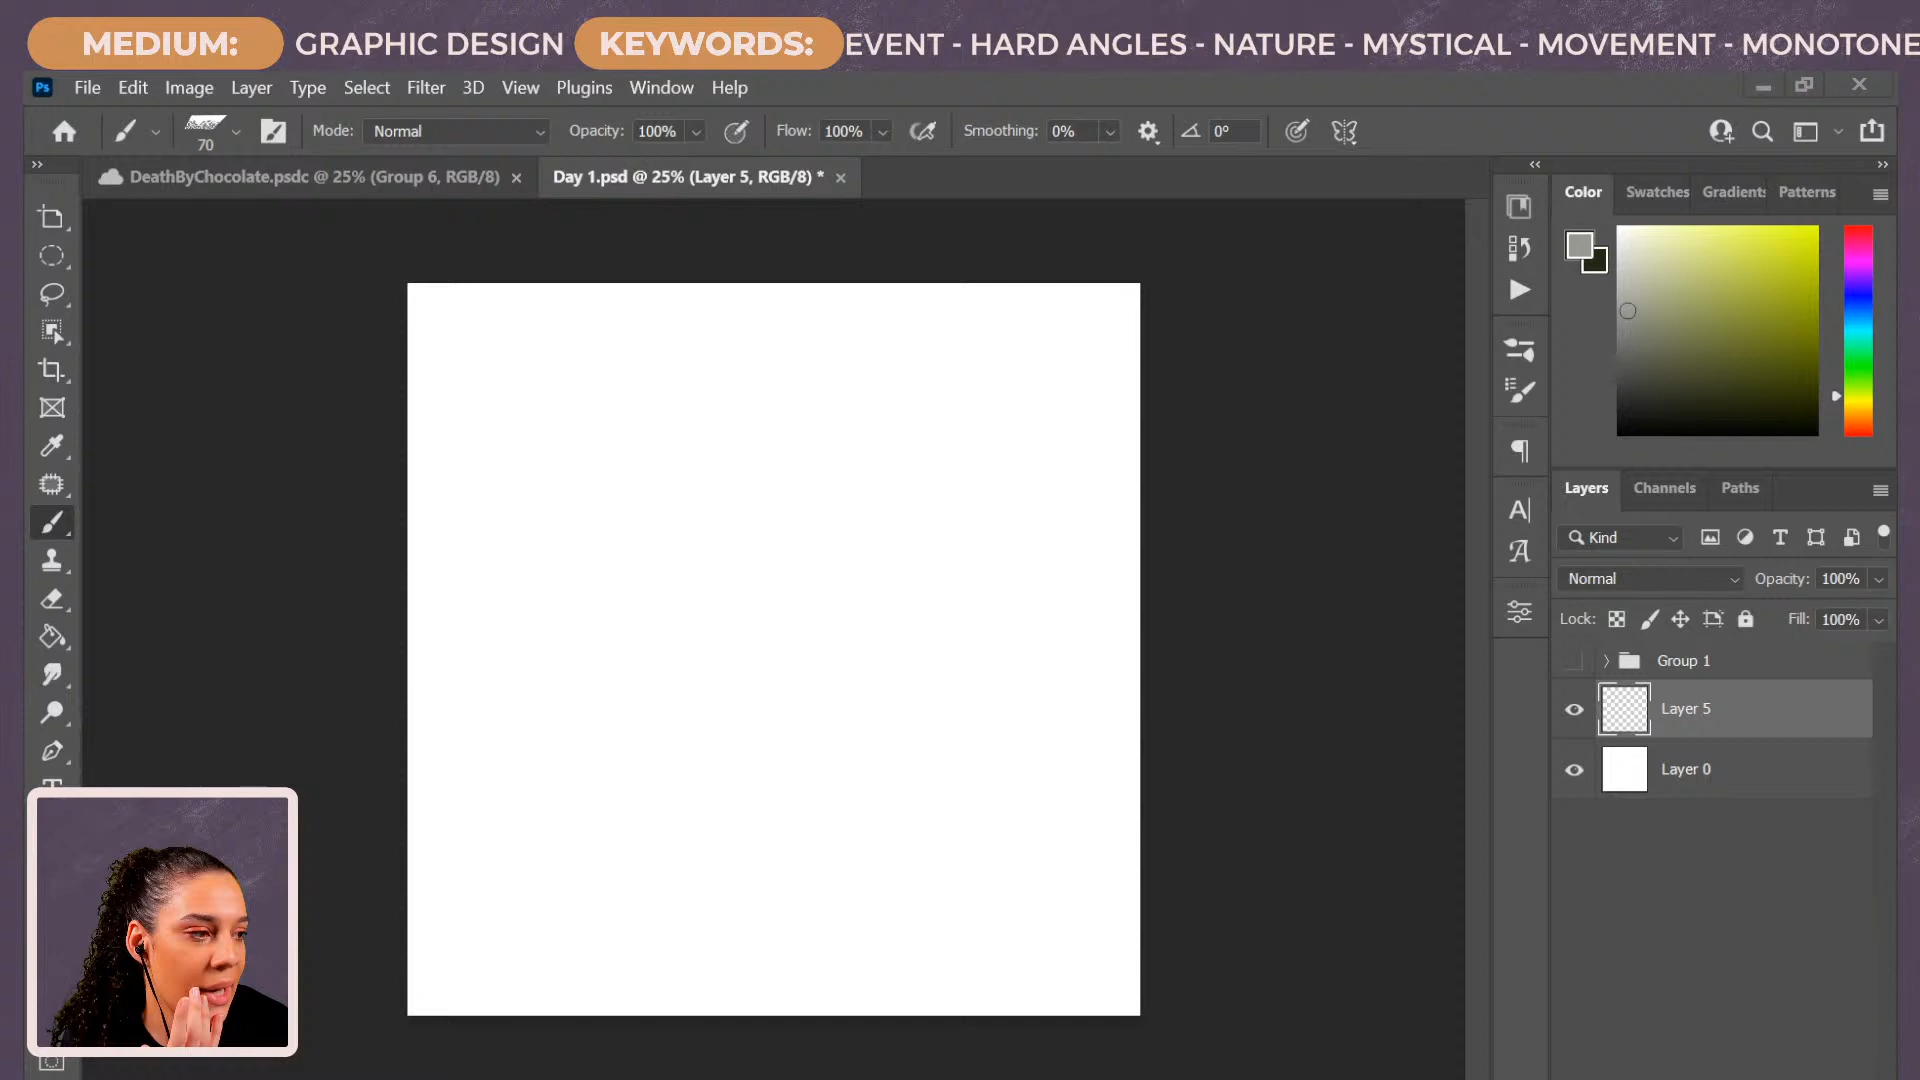 MEDIUM: GRAPHIC DESIGN KEYWORDS: EVENT - HARD ANGLES - NATURE - MYSTICAL - MOVEMENT - MONOTONE
Ps File Edit Image Layer Type Select Filter 3D View Plugins Window Help
70 Mode: Normal Opacity: 100% Flow: 100% Smoothing: 0% 0°
DeathByChocolate.psdc @ 25% (Group 6, RGB/8) Day 1.psd @ 25% (Layer 5, RGB/8) *
Color Swatches Gradients Patterns
Layers Channels Paths
Kind
Normal Opacity: 100%
Lock: Fill: 100%
Group 1
Layer 5
Layer 0